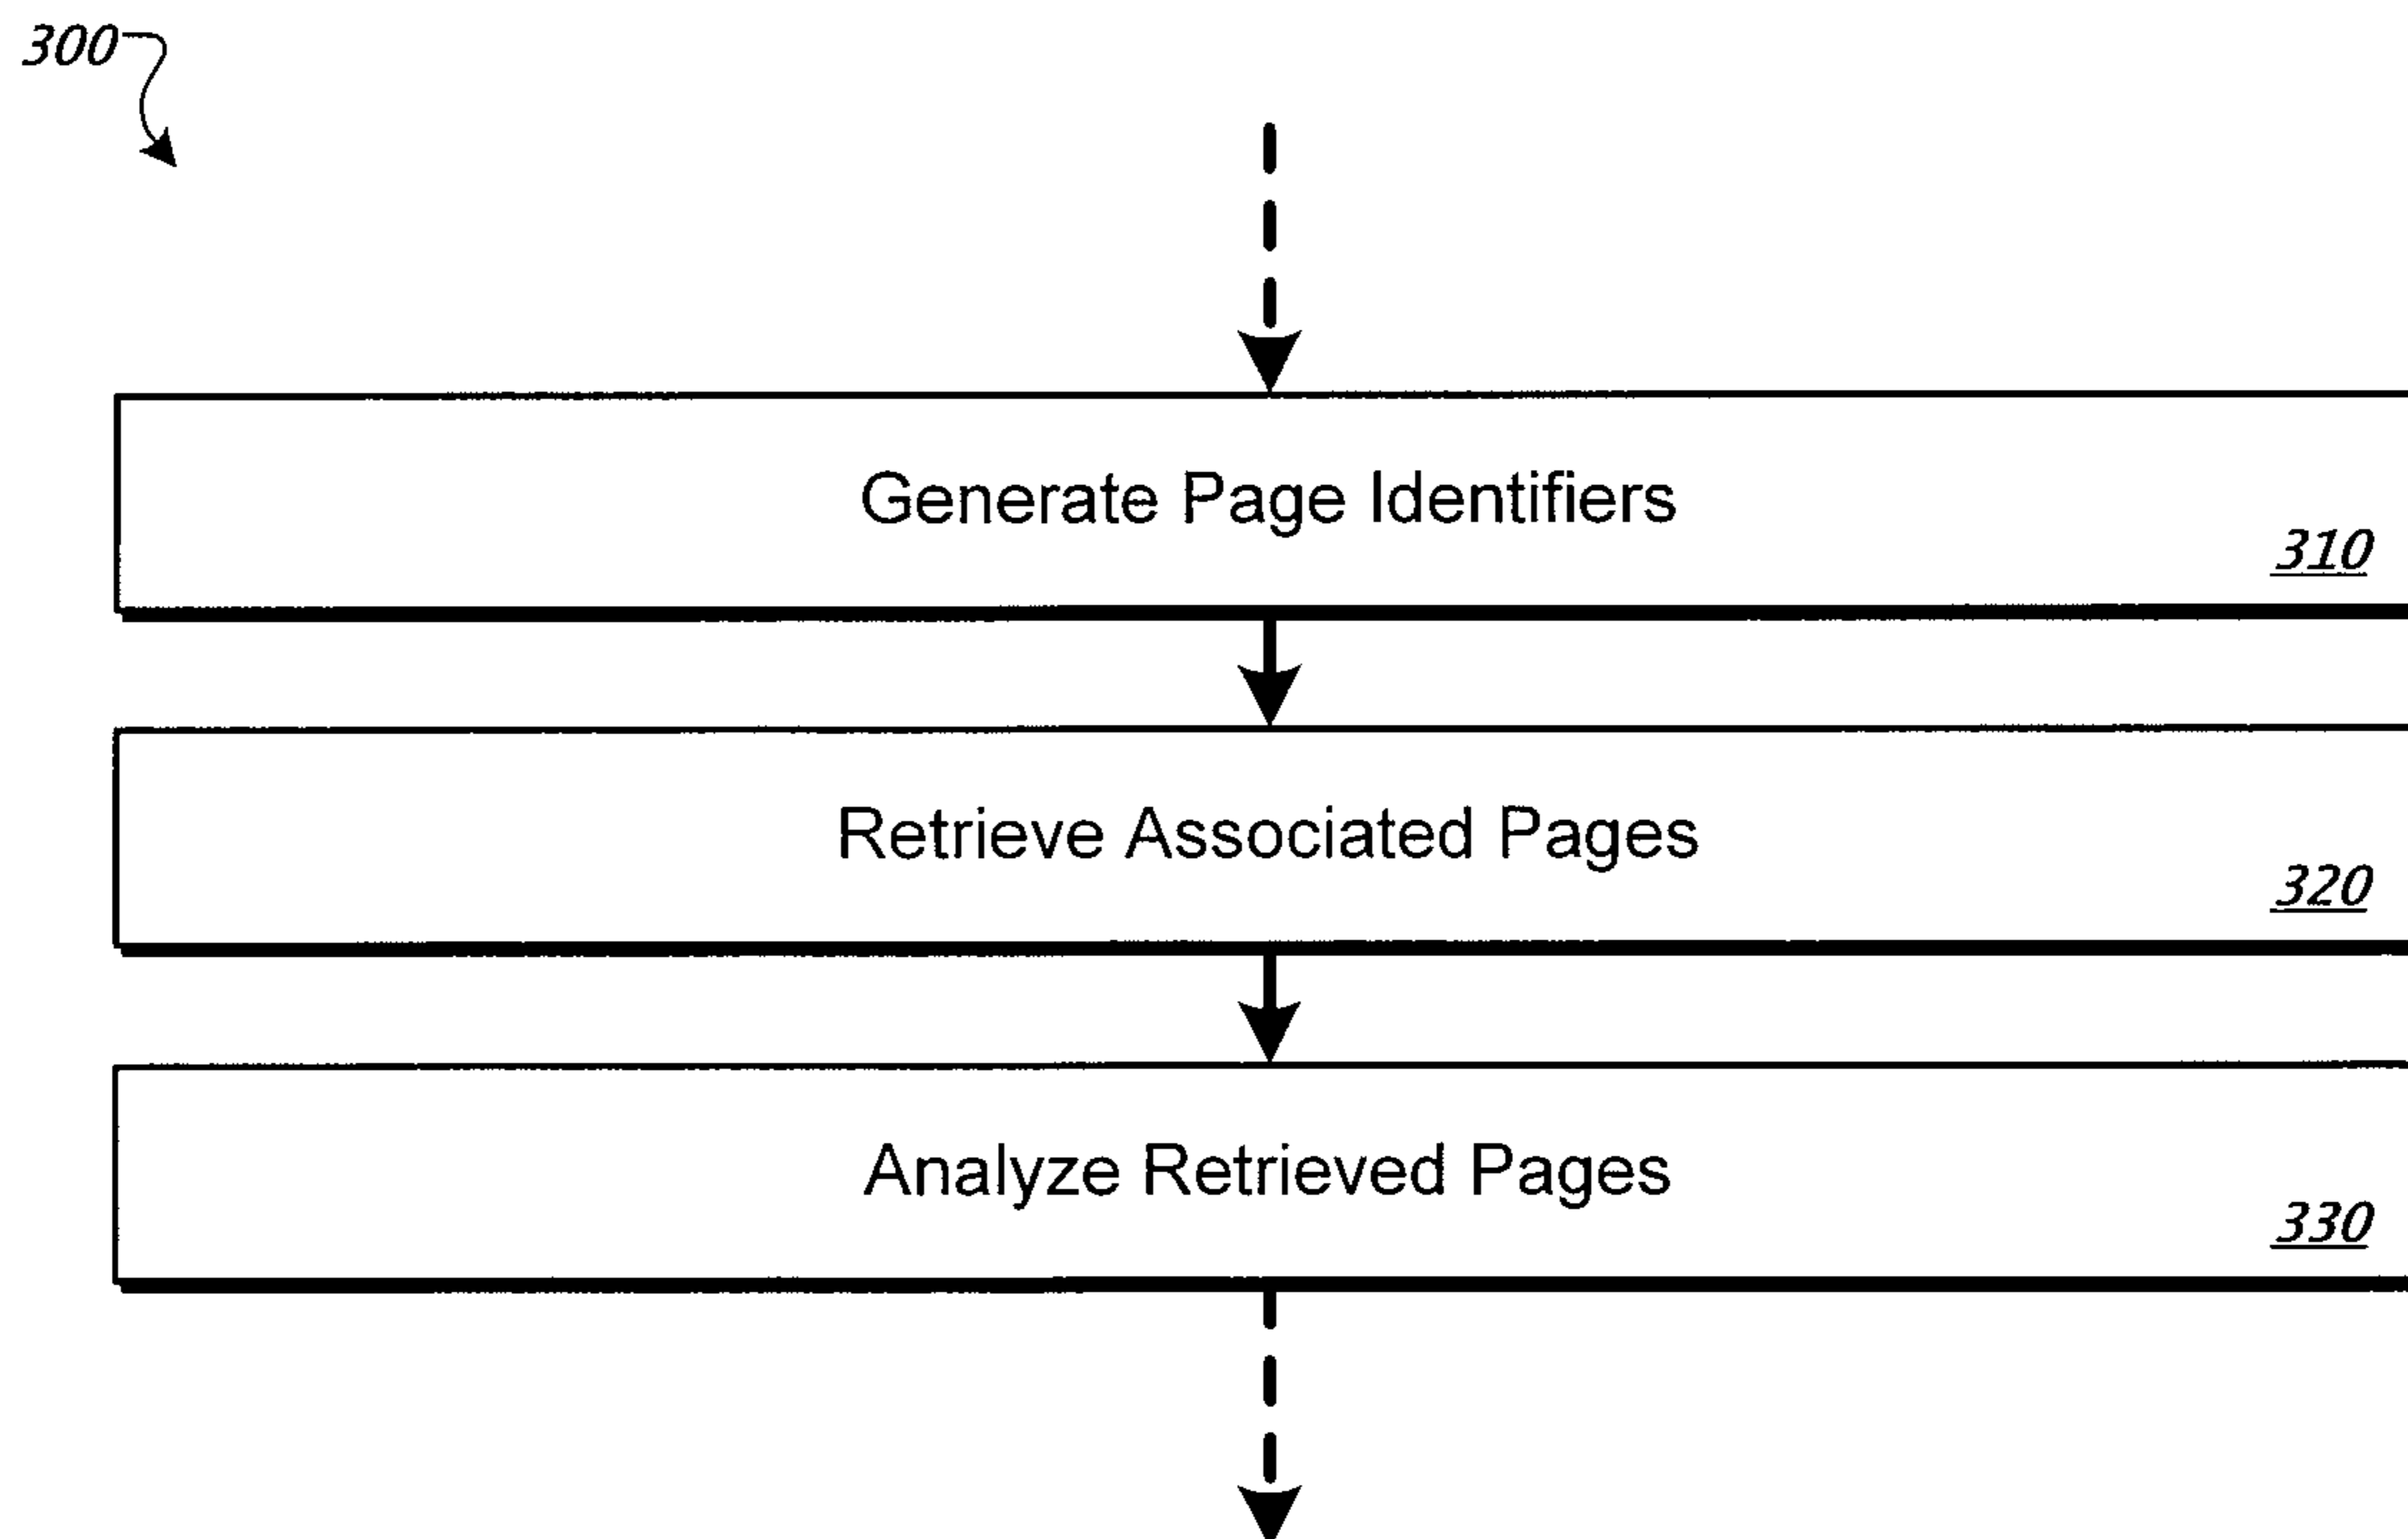 300
Generate Page Identifiers
310
Retrieve Associated Pages
320
Analyze Retrieved Pages
330